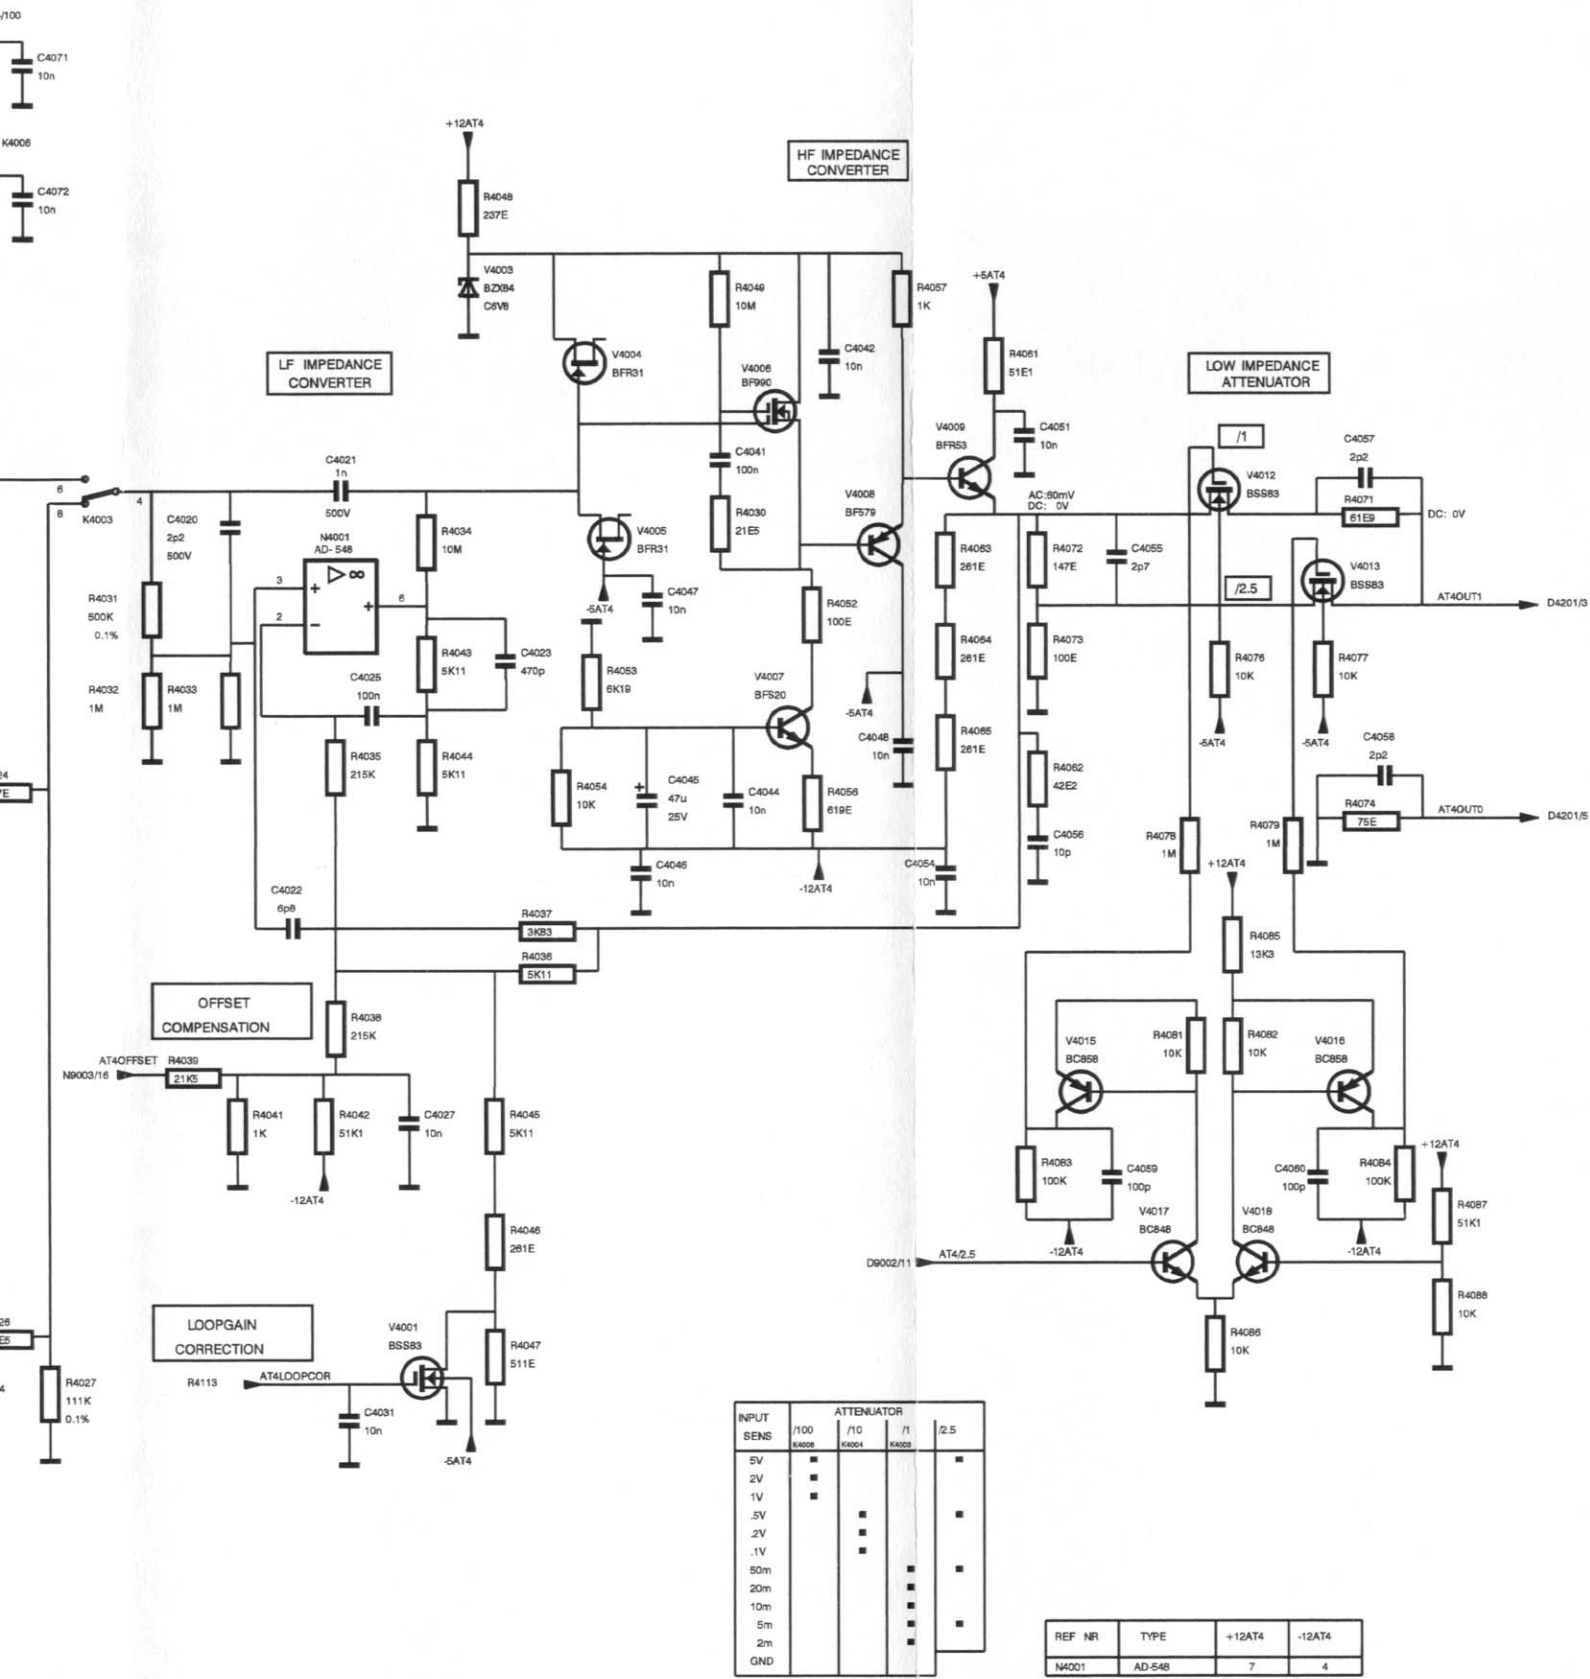 /100
C4071
10n
K4006
C4072
10n
+12AT4
R4048
237E
V4003
BZX84
C6V8
HF IMPEDANCE
CONVERTER
LF IMPEDANCE
CONVERTER
V4004
BFR31
R4049
10M
V4006
BF990
C4042
10n
R4057
1K
+5AT4
R4061
51E1
C4051
10n
LOW IMPEDANCE
ATTENUATOR
/1
C4057
2p2
V4012
BSS83
R4071
61E9
DC: 0V
V4009
BFR53
AC:60mV
DC: 0V
C4041
100n
R4030
21E5
V4008
BF579
C4021
1n
500V
6
8
4
K4003
C4020
2p2
500V
N4001
AD-548
R4034
10M
V4005
BFR31
-5AT4
C4047
10n
R4063
261E
R4072
147E
C4055
2p7
V4013
BSS83
/2.5
AT4OUT1
D4201/3
3
+
▷ ∞
2
−
+
6
R4031
500K
0.1%
R4032
1M
R4033
1M
R4043
5K11
C4023
470p
C4025
100n
R4035
215K
R4044
5K11
R4053
6K19
R4052
100E
V4007
BFS20
R4064
261E
R4073
100E
R4076
10K
R4077
10K
-5AT4
-5AT4
-5AT4
C4048
10n
R4065
261E
R4054
10K
+
C4045
47u
25V
C4044
10n
R4056
619E
R4062
42E2
C4056
10p
C4058
2p2
R4074
75E
AT4OUT0
D4201/5
24
7E
C4046
10n
-12AT4
C4054
10n
R4078
1M
R4079
1M
+12AT4
C4022
6p8
R4037
3K83
R4036
5K11
R4085
13K3
OFFSET
COMPENSATION
R4038
215K
AT4OFFSET
R4039
N9003/16
21K5
R4041
1K
R4042
51K1
C4027
10n
-12AT4
R4045
5K11
V4015
BC858
R4081
10K
R4082
10K
V4016
BC858
R4083
100K
C4059
100p
C4060
100p
R4084
100K
+12AT4
R4087
51K1
V4017
BC848
V4018
BC848
-12AT4
-12AT4
R4046
261E
D9002/11
AT4/2.5
R4088
10K
R4086
10K
LOOPGAIN
CORRECTION
V4001
BSS83
R4047
511E
R4113
AT4LOOPCOR
C4031
10n
-5AT4
26
E5
4
R4027
111K
0.1%
INPUT
SENS
ATTENUATOR
/100 /10 /1 /2.5
K4006 K4004 K4003
5V
2V
1V
.5V
.2V
.1V
50m
20m
10m
5m
2m
GND
REF NR TYPE +12AT4 -12AT4
N4001 AD-548 7 4